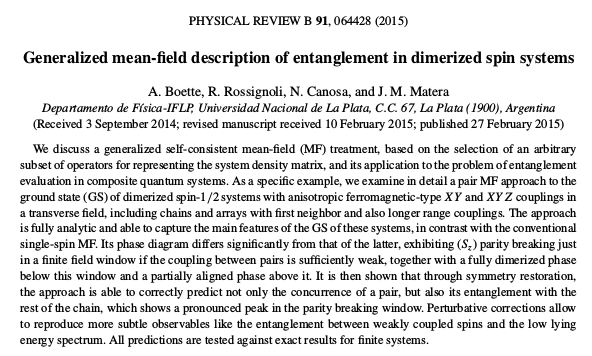 PHYSICAL REVIEW B 91, 064428 (2015)
Generalized mean-field description of entanglement in dimerized spin systems
A. Boette, R. Rossignoli, N. Canosa, and J. M. Matera
Departamento de Física-IFLP, Universidad Nacional de La Plata, C.C. 67, La Plata (1900), Argentina
(Received 3 September 2014; revised manuscript received 10 February 2015; published 27 February 2015)
We discuss a generalized self-consistent mean-field (MF) treatment, based on the selection of an arbitrary
subset of operators for representing the system density matrix, and its application to the problem of entanglement
evaluation in composite quantum systems. As a specific example, we examine in detail a pair MF approach to the
ground state (GS) of dimerized spin-1/2 systems with anisotropic ferromagnetic-type XY and XYZ couplings in
a transverse field, including chains and arrays with first neighbor and also longer range couplings. The approach
is fully analytic and able to capture the main features of the GS of these systems, in contrast with the conventional
single-spin MF. Its phase diagram differs significantly from that of the latter, exhibiting (Sz) parity breaking just
in a finite field window if the coupling between pairs is sufficiently weak, together with a fully dimerized phase
below this window and a partially aligned phase above it. It is then shown that through symmetry restoration,
the approach is able to correctly predict not only the concurrence of a pair, but also its entanglement with the
rest of the chain, which shows a pronounced peak in the parity breaking window. Perturbative corrections allow
to reproduce more subtle observables like the entanglement between weakly coupled spins and the low lying
energy spectrum. All predictions are tested against exact results for finite systems.